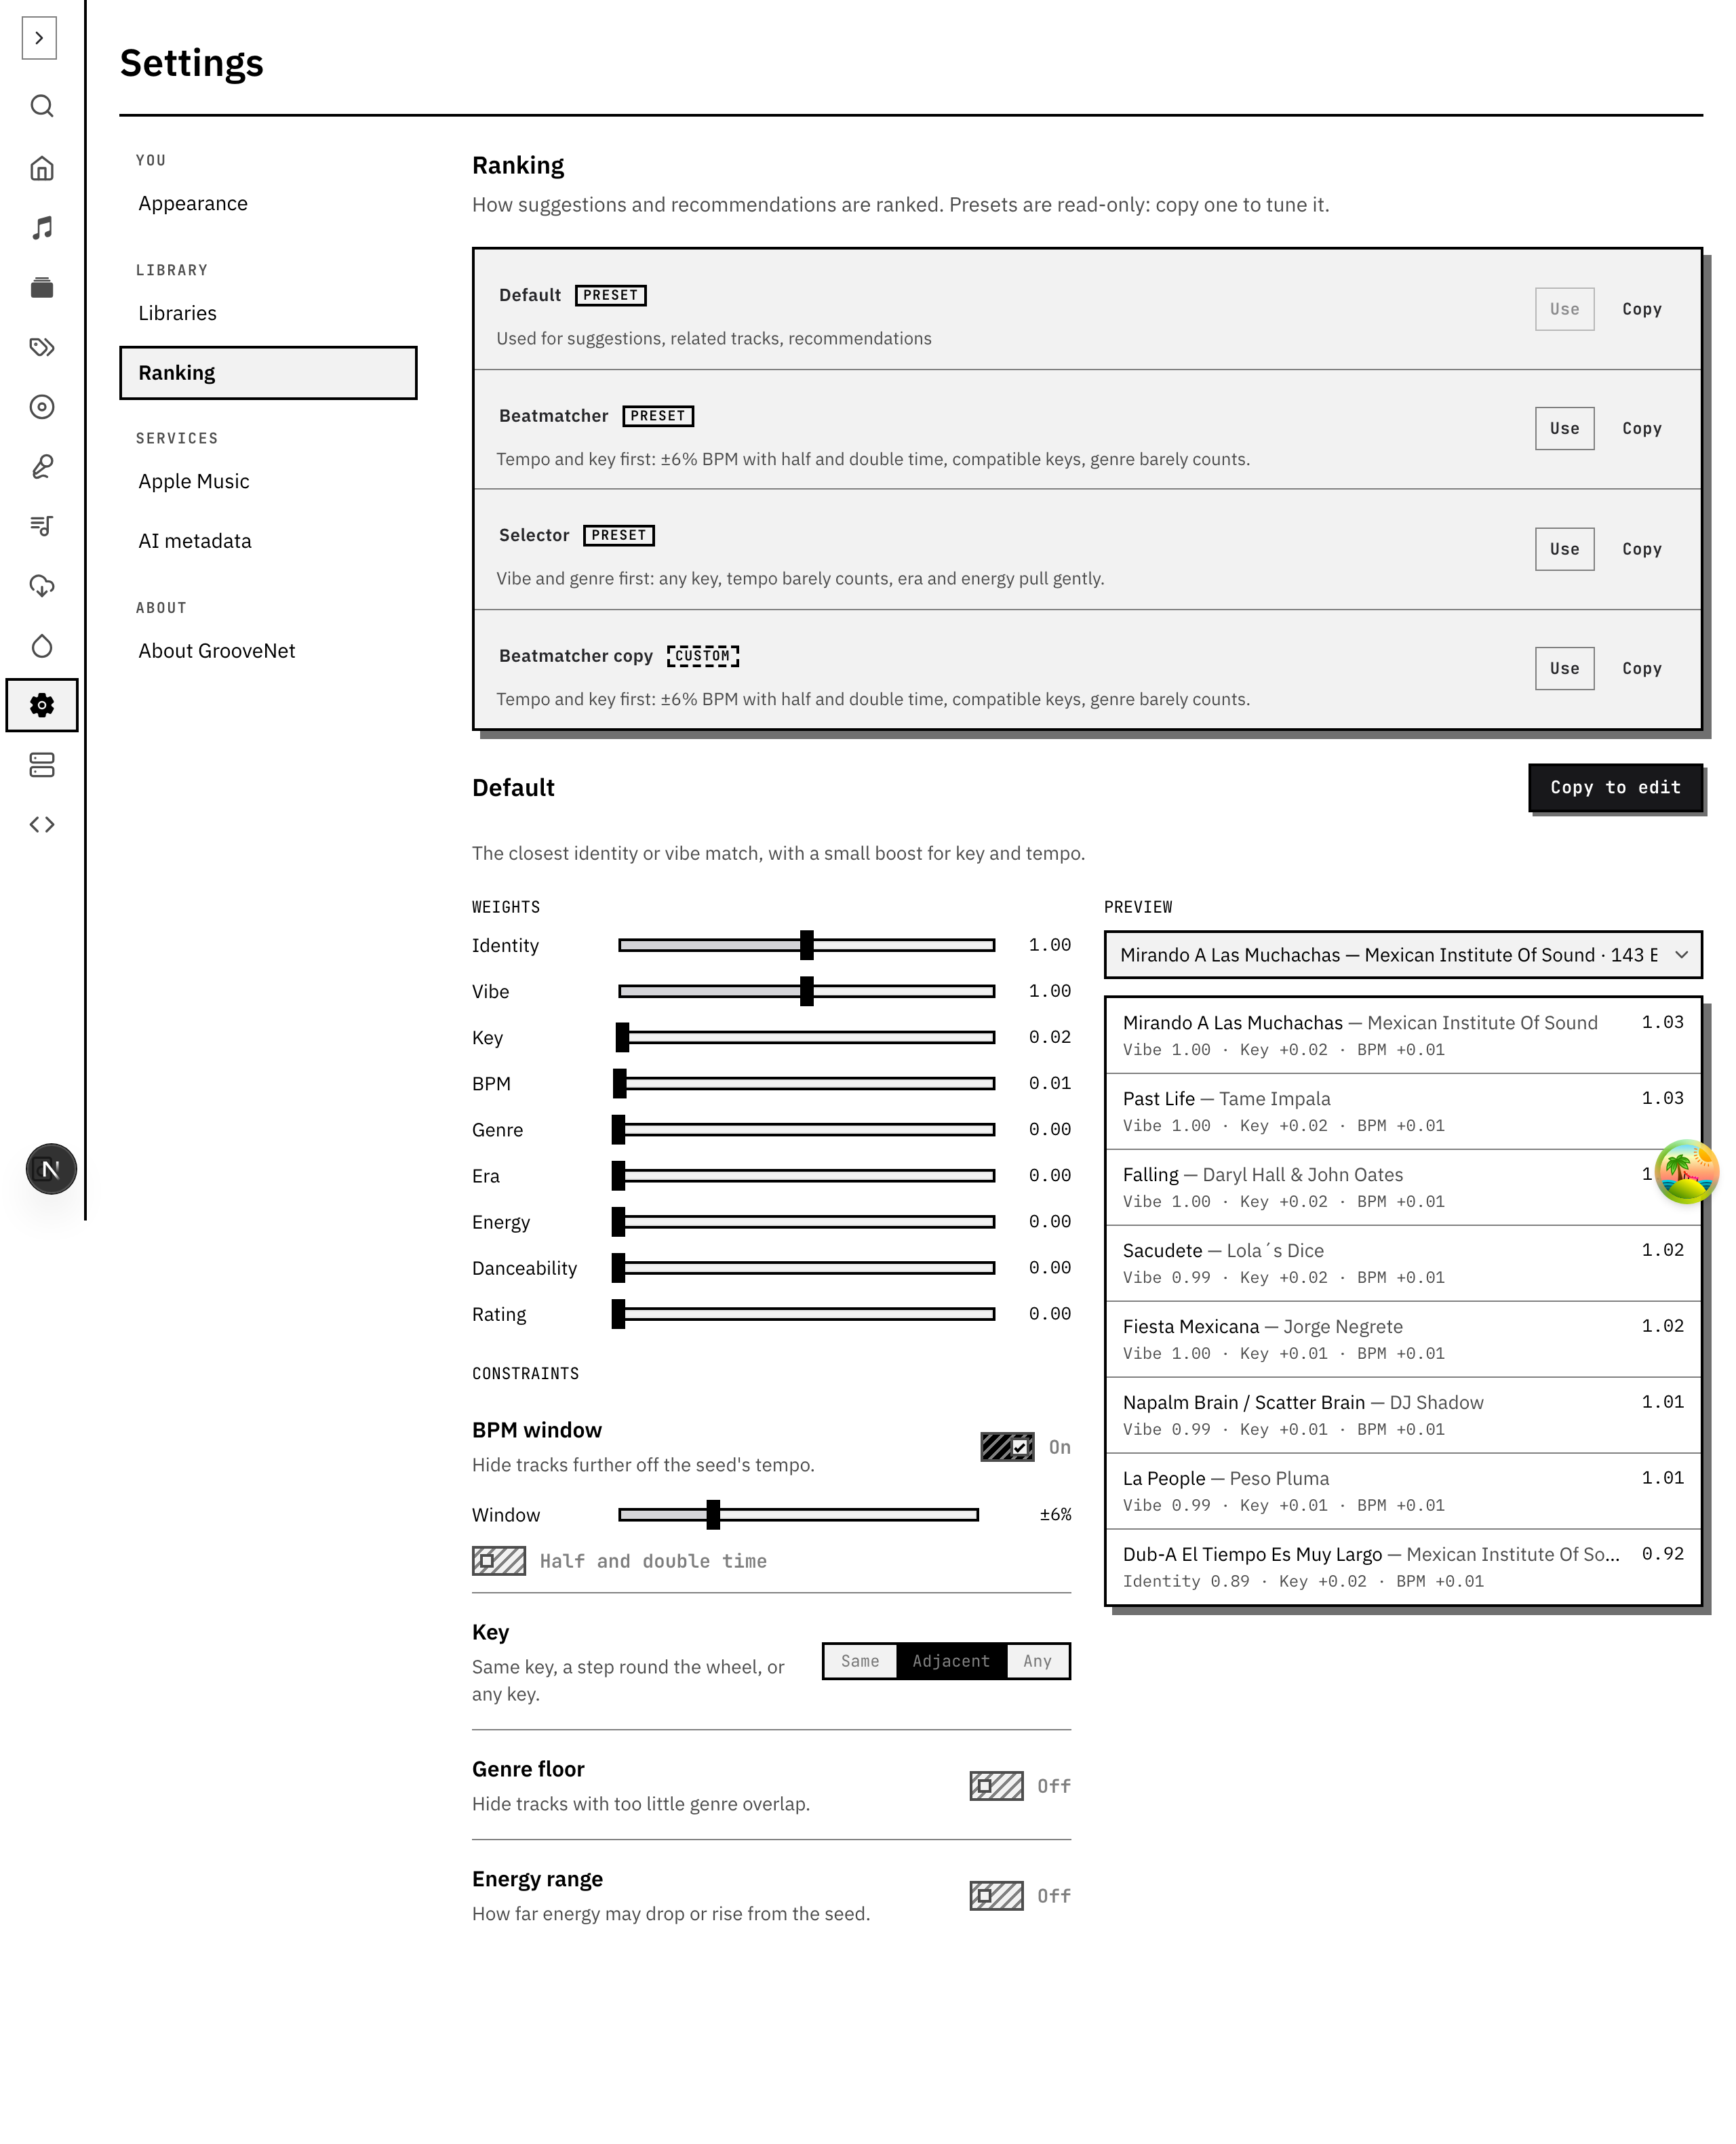 Settings
YOU
Appearance
LIBRARY
Libraries
Ranking
SERVICES
Apple Music
AI metadata
ABOUT
About GrooveNet
Ranking
How suggestions and recommendations are ranked. Presets are read-only: copy one to tune it.
Default PRESET
Used for suggestions, related tracks, recommendations
Use Copy
Beatmatcher PRESET
Tempo and key first: ±6% BPM with half and double time, compatible keys, genre barely counts.
Use Copy
Selector PRESET
Vibe and genre first: any key, tempo barely counts, era and energy pull gently.
Use Copy
Beatmatcher copy CUSTOM
Tempo and key first: ±6% BPM with half and double time, compatible keys, genre barely counts.
Use Copy
Default
Copy to edit
The closest identity or vibe match, with a small boost for key and tempo.
WEIGHTS
Identity 1.00
Vibe 1.00
Key 0.02
BPM 0.01
Genre 0.00
Era 0.00
Energy 0.00
Danceability 0.00
Rating 0.00
CONSTRAINTS
BPM window
Hide tracks further off the seed's tempo.
On
Window ±6%
Half and double time
Key
Same key, a step round the wheel, or
any key.
Same Adjacent Any
Genre floor
Hide tracks with too little genre overlap.
Off
Energy range
How far energy may drop or rise from the seed.
Off
PREVIEW
Mirando A Las Muchachas — Mexican Institute Of Sound · 143
Mirando A Las Muchachas — Mexican Institute Of Sound 1.03
Vibe 1.00 · Key +0.02 · BPM +0.01
Past Life — Tame Impala 1.03
Vibe 1.00 · Key +0.02 · BPM +0.01
Falling — Daryl Hall & John Oates
Vibe 1.00 · Key +0.02 · BPM +0.01
Sacudete — Lola´s Dice 1.02
Vibe 0.99 · Key +0.02 · BPM +0.01
Fiesta Mexicana — Jorge Negrete 1.02
Vibe 1.00 · Key +0.01 · BPM +0.01
Napalm Brain / Scatter Brain — DJ Shadow 1.01
Vibe 0.99 · Key +0.01 · BPM +0.01
La People — Peso Pluma 1.01
Vibe 0.99 · Key +0.01 · BPM +0.01
Dub-A El Tiempo Es Muy Largo — Mexican Institute Of So... 0.92
Identity 0.89 · Key +0.02 · BPM +0.01
N